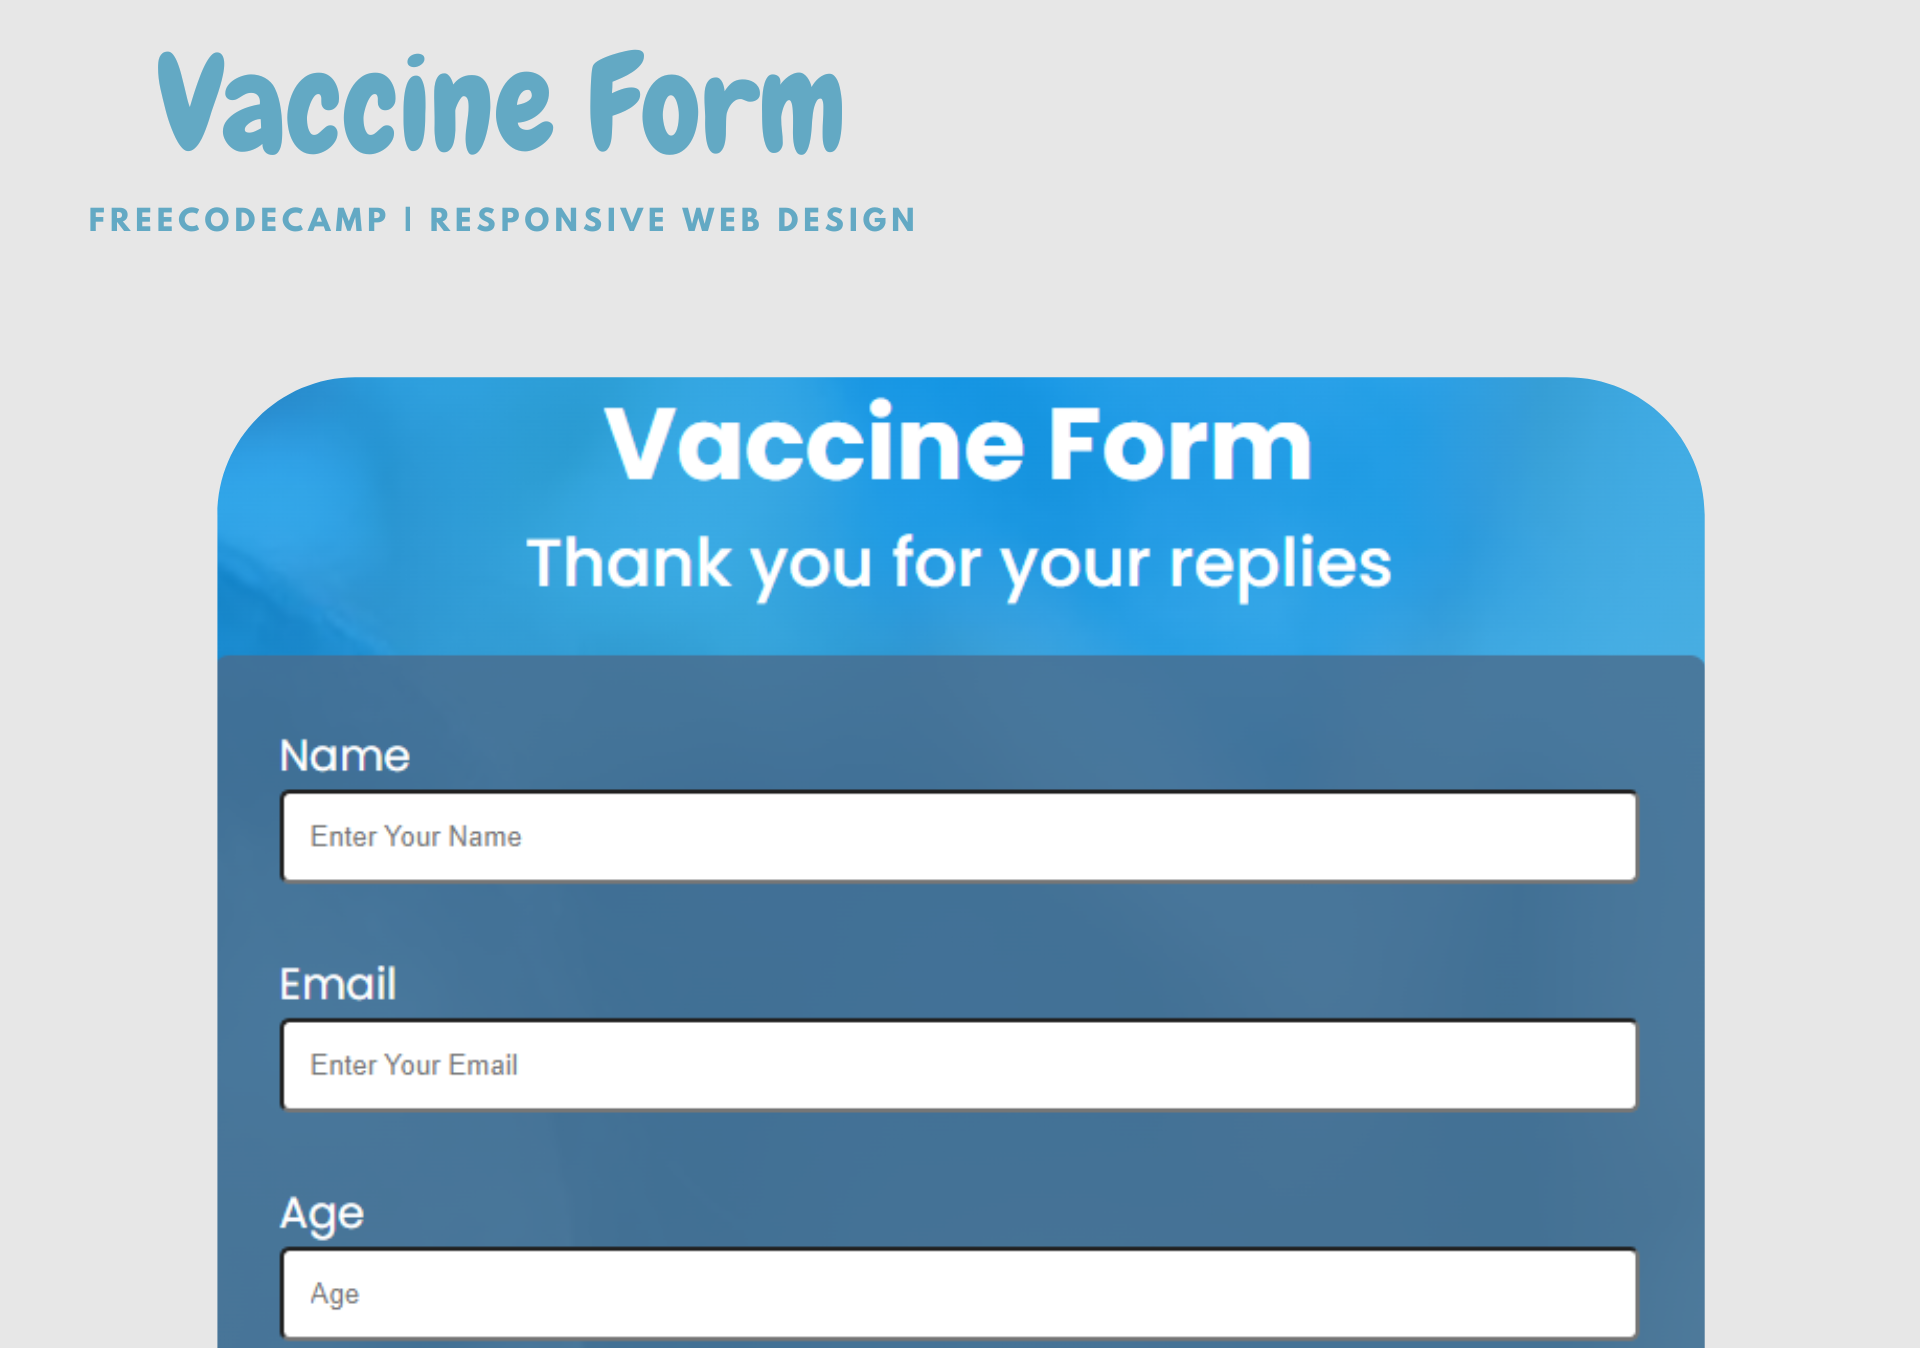 Vaccine Form
FREECODECAMP | RESPONSIVE WEB DESIGN
Vaccine Form
Thank you for your replies
Name
Enter Your Name
Email
Enter Your Email
Age
Age